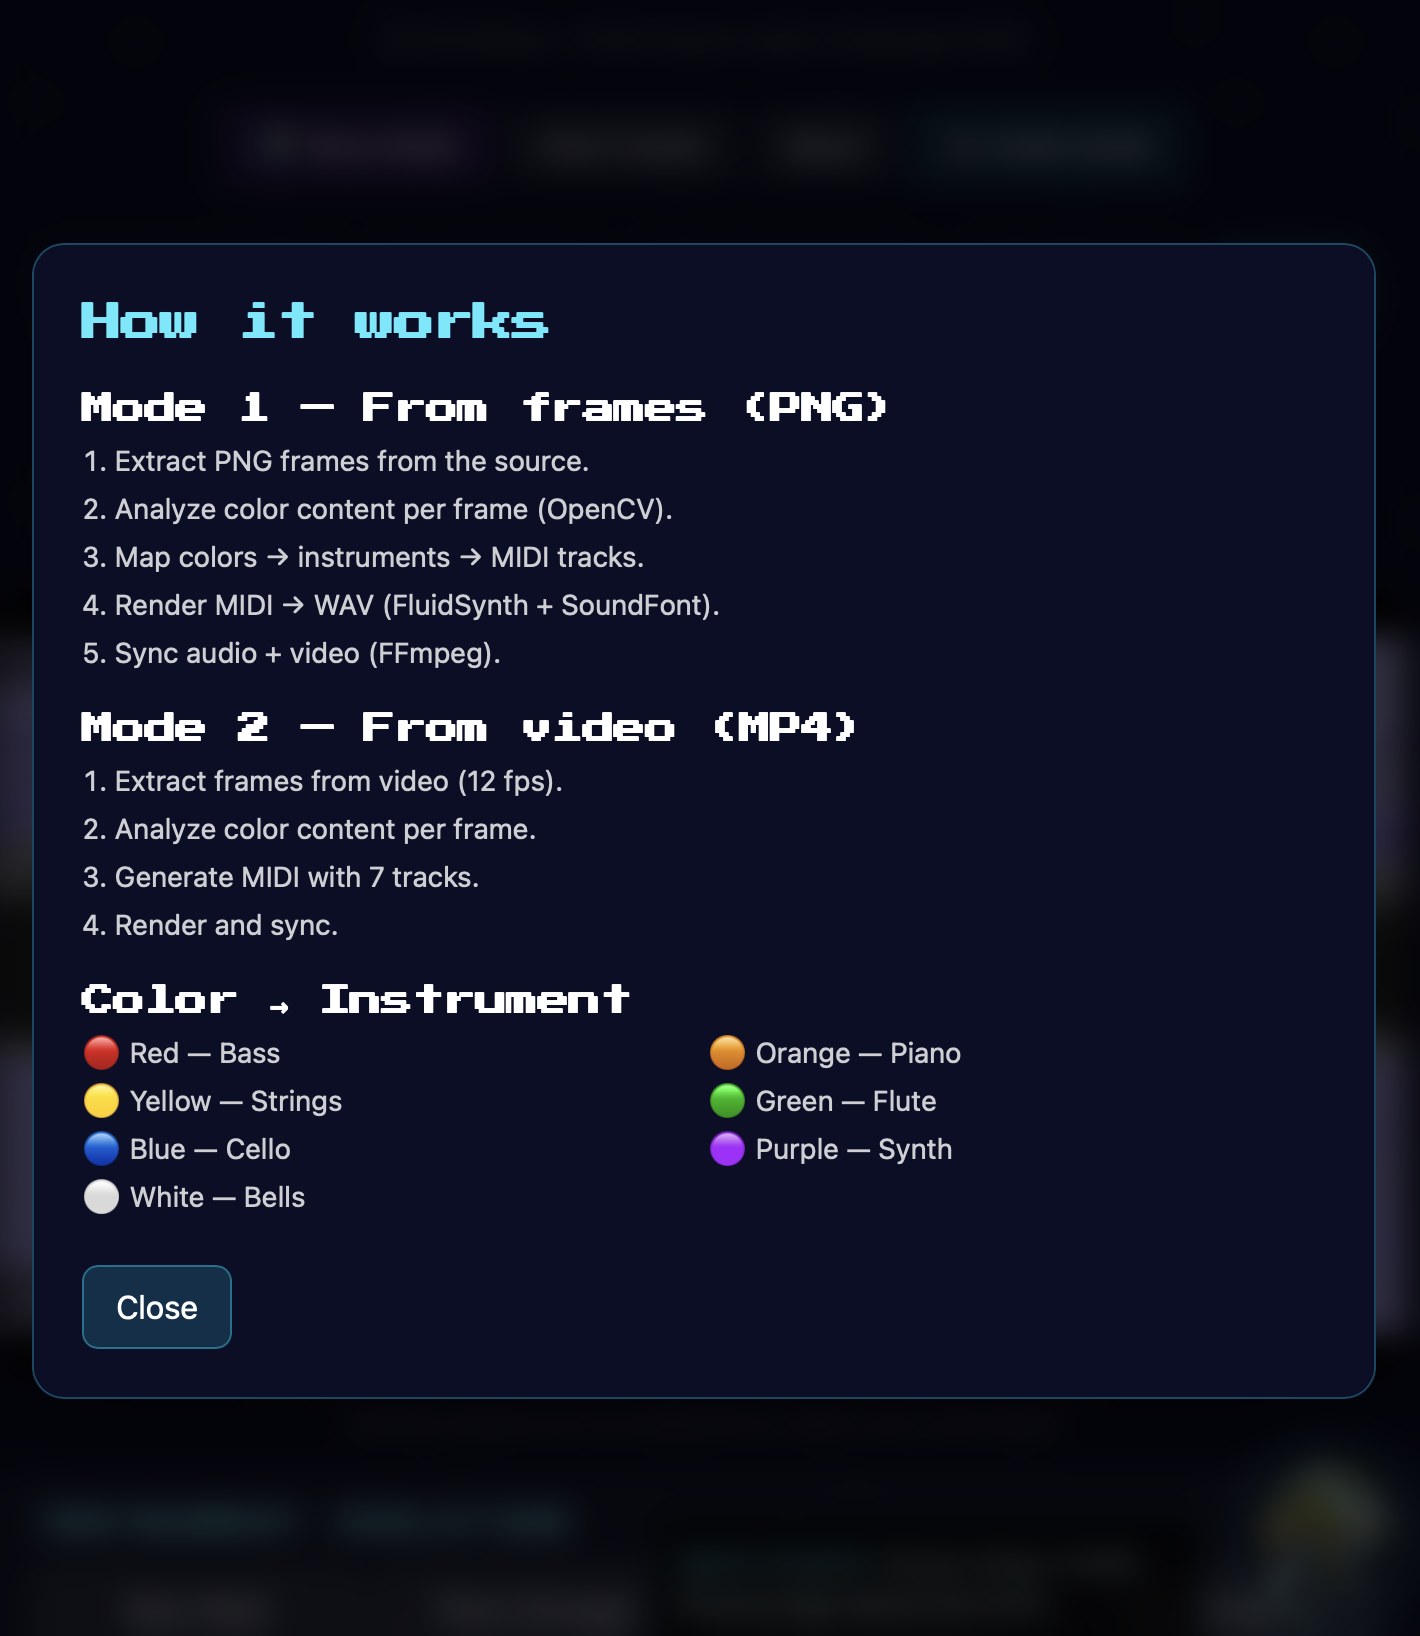 How it works
Mode 1 — From frames (PNG)
1. Extract PNG frames from the source.
2. Analyze color content per frame (OpenCV).
3. Map colors → instruments → MIDI tracks.
4. Render MIDI → WAV (FluidSynth + SoundFont).
5. Sync audio + video (FFmpeg).
Mode 2 — From video (MP4)
1. Extract frames from video (12 fps).
2. Analyze color content per frame.
3. Generate MIDI with 7 tracks.
4. Render and sync.
Color → Instrument
Red — Bass
Orange — Piano
Yellow — Strings
Green — Flute
Blue — Cello
Purple — Synth
White — Bells
Close